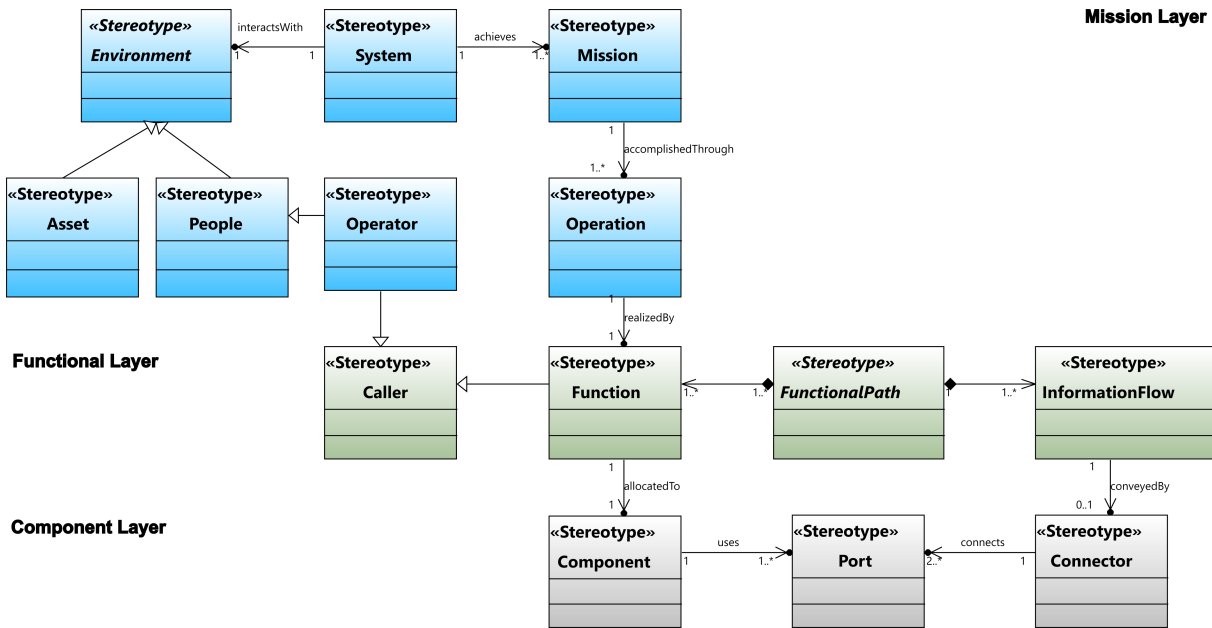 Mission Layer
«Stereotype»
Environment
interactsWith
1
1
«Stereotype»
System
achieves
1
1..*
«Stereotype»
Mission
1
accomplishedThrough
1..*
«Stereotype»
Asset
«Stereotype»
People
«Stereotype»
Operator
«Stereotype»
Operation
1
realizedBy
1
Functional Layer
«Stereotype»
Caller
«Stereotype»
Function
1..*
1..*
«Stereotype»
FunctionalPath
1
1..*
«Stereotype»
InformationFlow
1
allocatedTo
1
1
conveyedBy
0..1
Component Layer
«Stereotype»
Component
uses
1
1..*
«Stereotype»
Port
connects
2..*
1
«Stereotype»
Connector